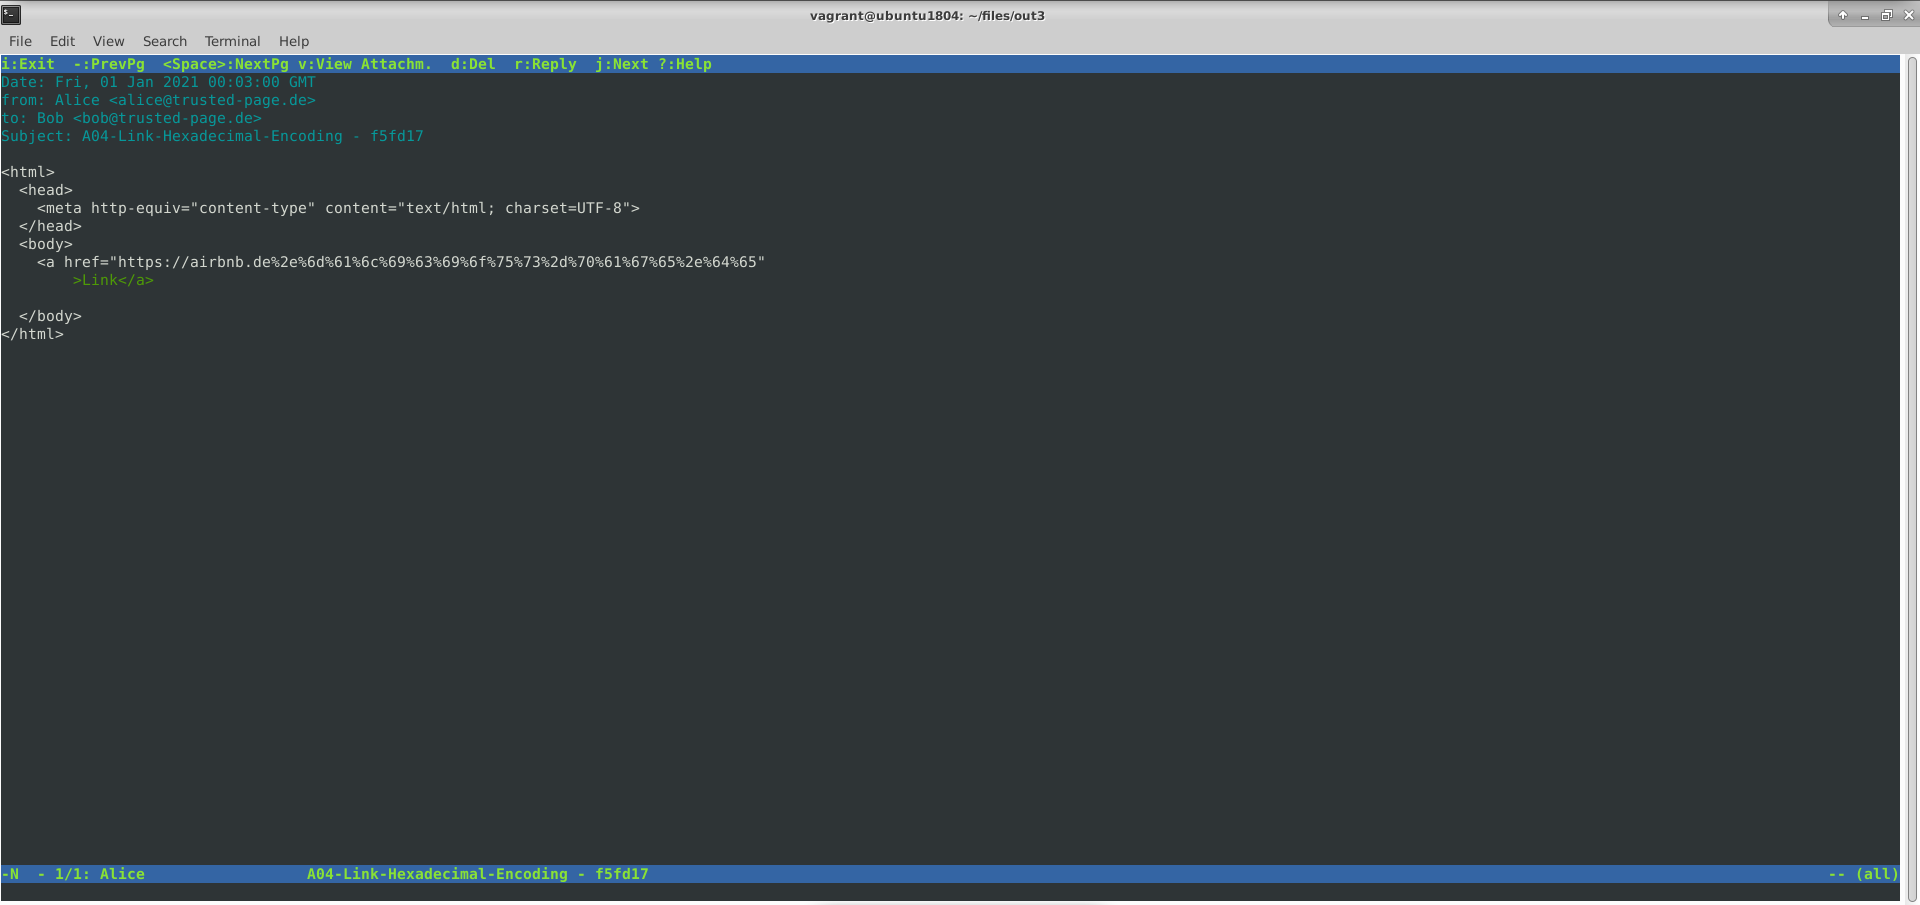 vagrant@ubuntu1804: ~/files/out3
File Edit View Search Terminal Help
i:Exit  -:PrevPg  <Space>:NextPg v:View Attachm.  d:Del  r:Reply  j:Next ?:Help
Date: Fri, 01 Jan 2021 00:03:00 GMT
from: Alice <alice@trusted-page.de>
to: Bob <bob@trusted-page.de>
Subject: A04-Link-Hexadecimal-Encoding - f5fd17
<html>
  <head>
    <meta http-equiv="content-type" content="text/html; charset=UTF-8">
  </head>
  <body>
    <a href="https://airbnb.de%2e%6d%61%6c%69%63%69%6f%75%73%2d%70%61%67%65%2e%64%65"
        >Link</a>
  </body>
</html>
-N  - 1/1: Alice                  A04-Link-Hexadecimal-Encoding - f5fd17                  -- (all)